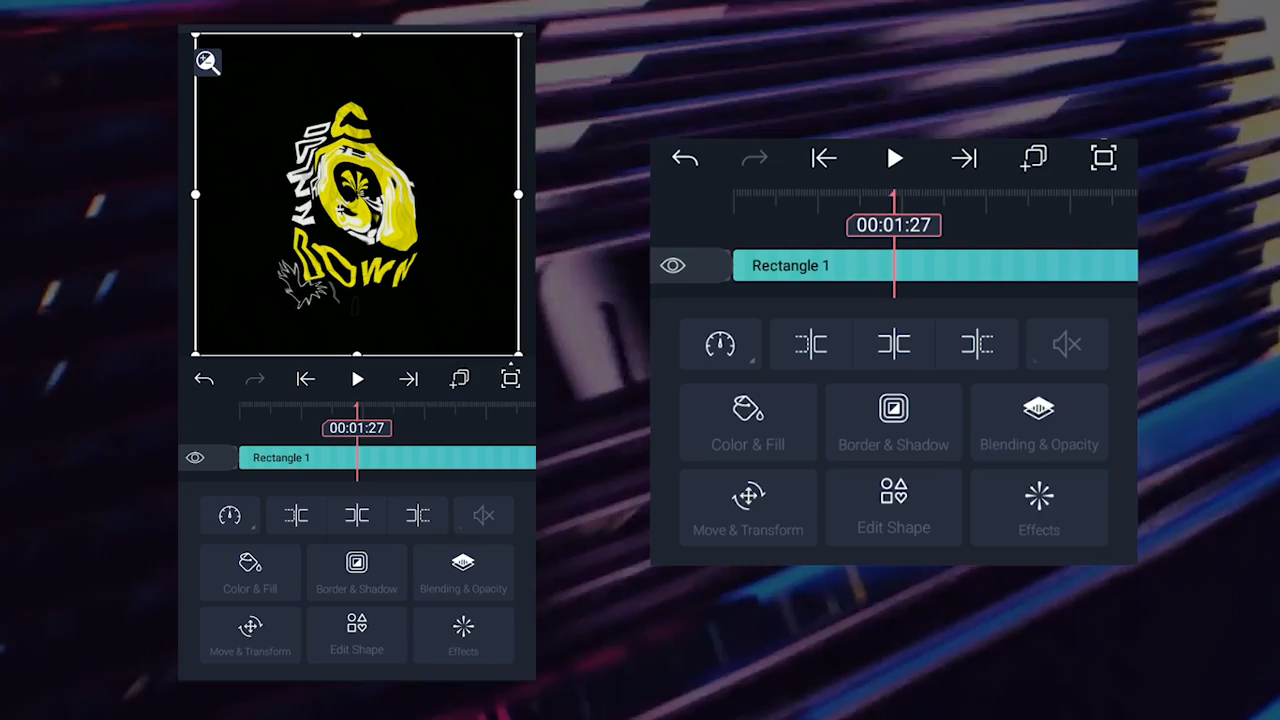 DOWN
00:01:27
Rectangle 1
Color & Fill
Border & Shadow
Blending & Opacity
Move & Transform
Edit Shape
Effects
00:01:27
Rectangle 1
Color & Fill
Border & Shadow
Blending & Opacity
Move & Transform
Edit Shape
Effects